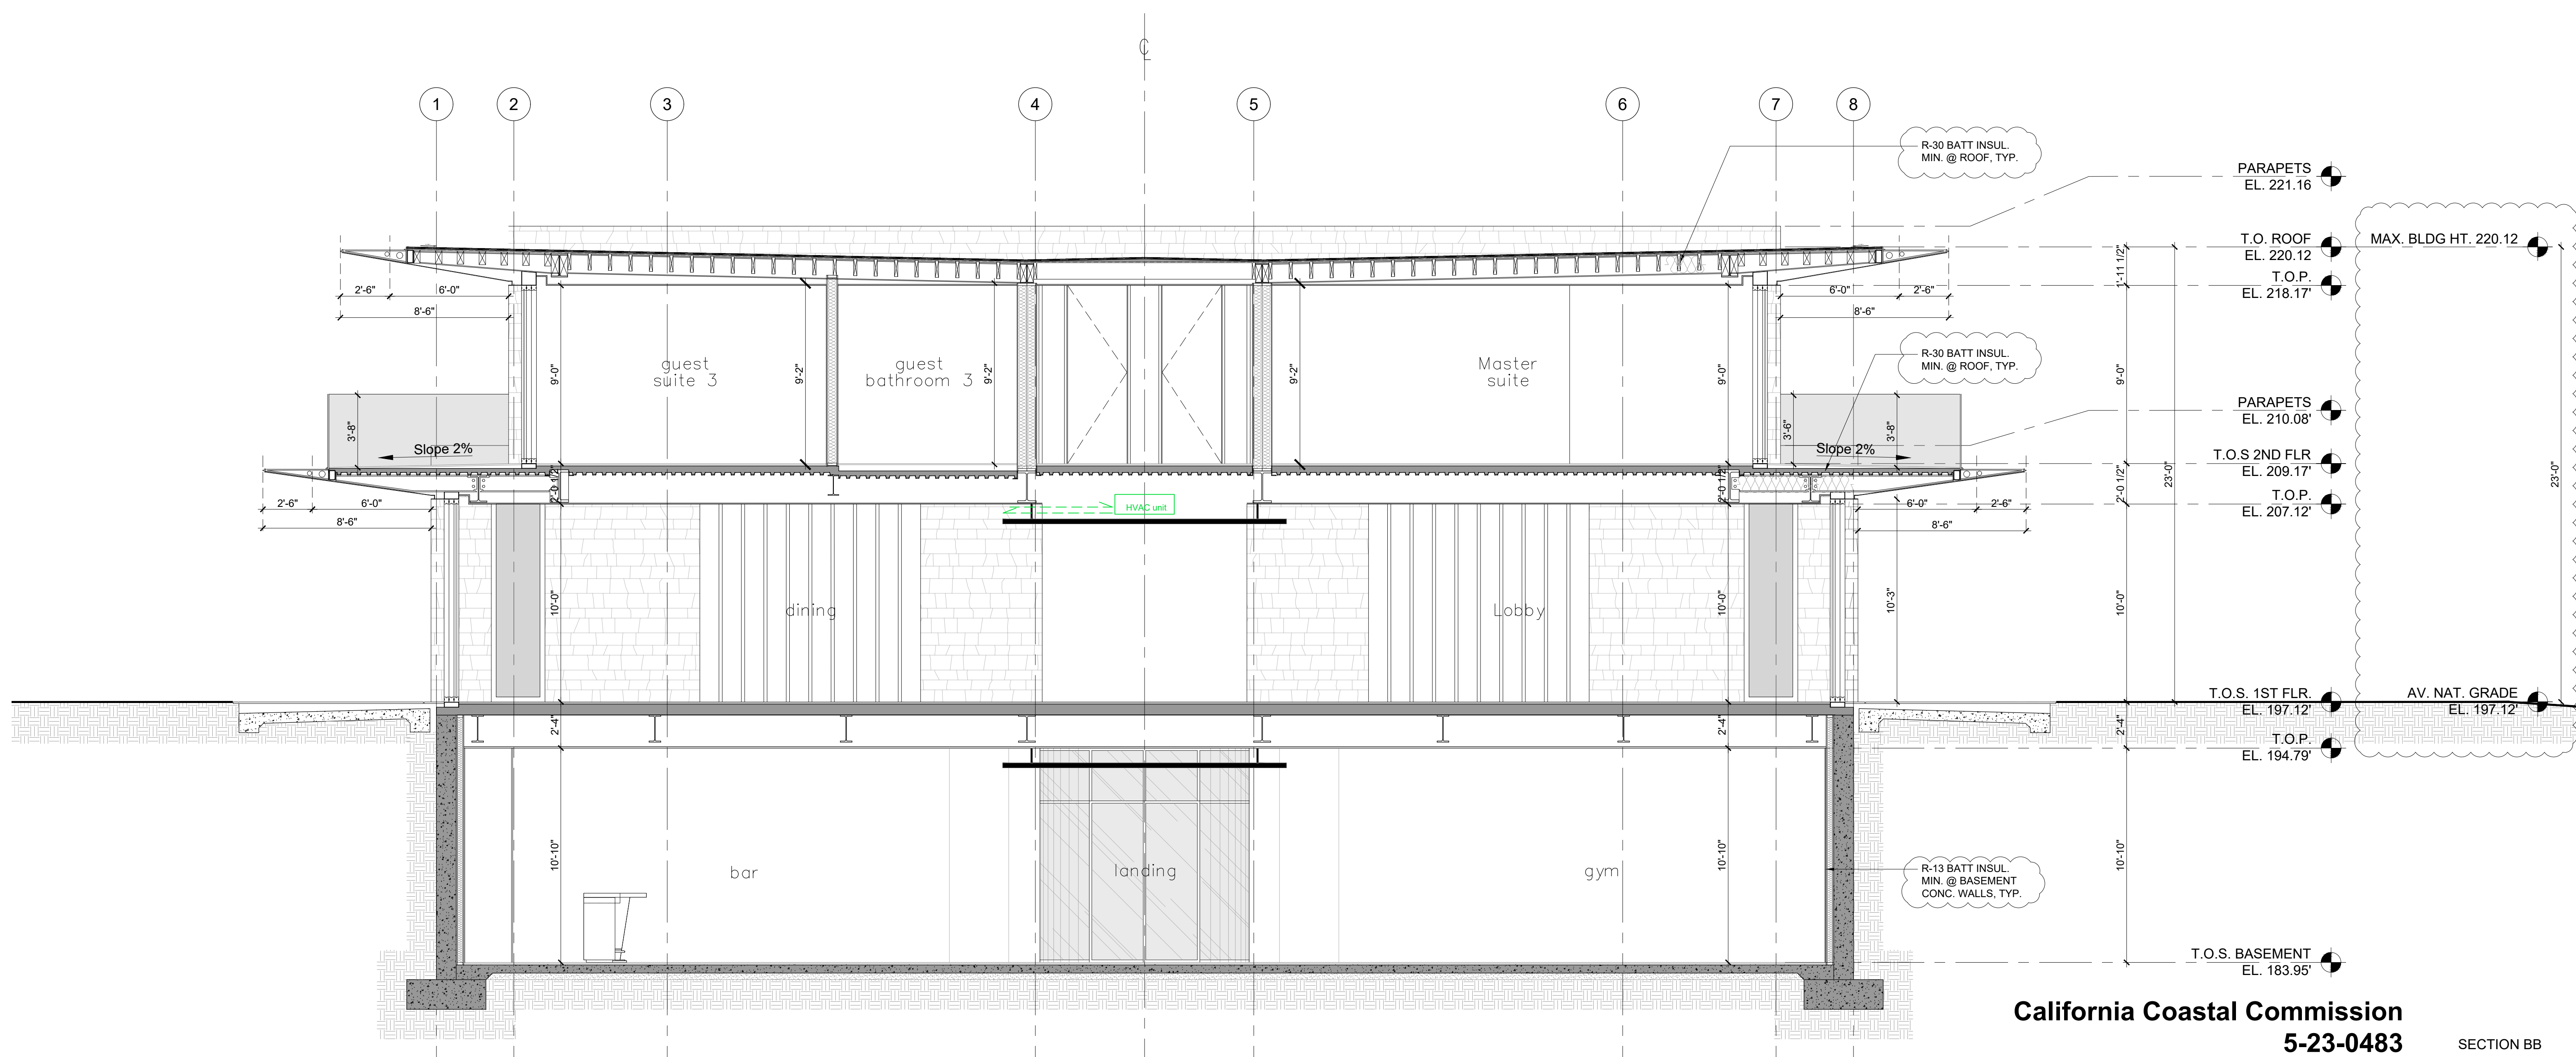 ℄
1 2 3 4 5 6 7 8
R-30 BATT INSUL.
MIN. @ ROOF, TYP.
PARAPETS
EL. 221.16
T.O. ROOF
EL. 220.12
MAX. BLDG HT. 220.12
1'-11 1/2"
T.O.P.
EL. 218.17'
2'-6" 6'-0"
8'-6"
6'-0" 2'-6"
8'-6"
guest
suite 3
guest
bathroom 3
Master
suite
9'-0"
9'-2"
9'-2"
9'-2"
9'-0"
9'-0"
R-30 BATT INSUL.
MIN. @ ROOF, TYP.
PARAPETS
EL. 210.08'
3'-8"
Slope 2%
3'-6"
Slope 2%
3'-8"
T.O.S 2ND FLR
EL. 209.17'
23'-0"
23'-0"
2'-0 1/2"
2'-0 1/2"
2'-0 1/2"
T.O.P.
EL. 207.12'
2'-6" 6'-0"
8'-6"
HVAC unit
6'-0" 2'-6"
8'-6"
10'-0"
dining
Lobby
10'-0"
10'-3"
10'-0"
T.O.S. 1ST FLR.
EL. 197.12'
AV. NAT. GRADE
EL. 197.12'
2'-4"
2'-4"
2'-4"
T.O.P.
EL. 194.79'
10'-10"
bar
landing
gym
10'-10"
R-13 BATT INSUL.
MIN. @ BASEMENT
CONC. WALLS, TYP.
10'-10"
T.O.S. BASEMENT
EL. 183.95'
California Coastal Commission
5-23-0483
SECTION BB